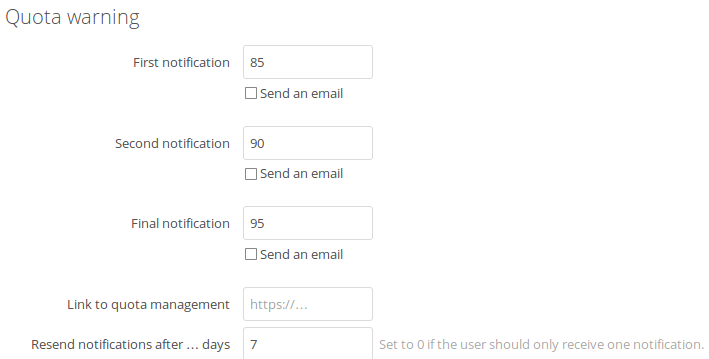 Quota warning
First notification 85
Send an email
Second notification 90
Send an email
Final notification 95
Send an email
Link to quota management https://...
Resend notifications after ... days 7 Set to 0 if the user should only receive one notification.